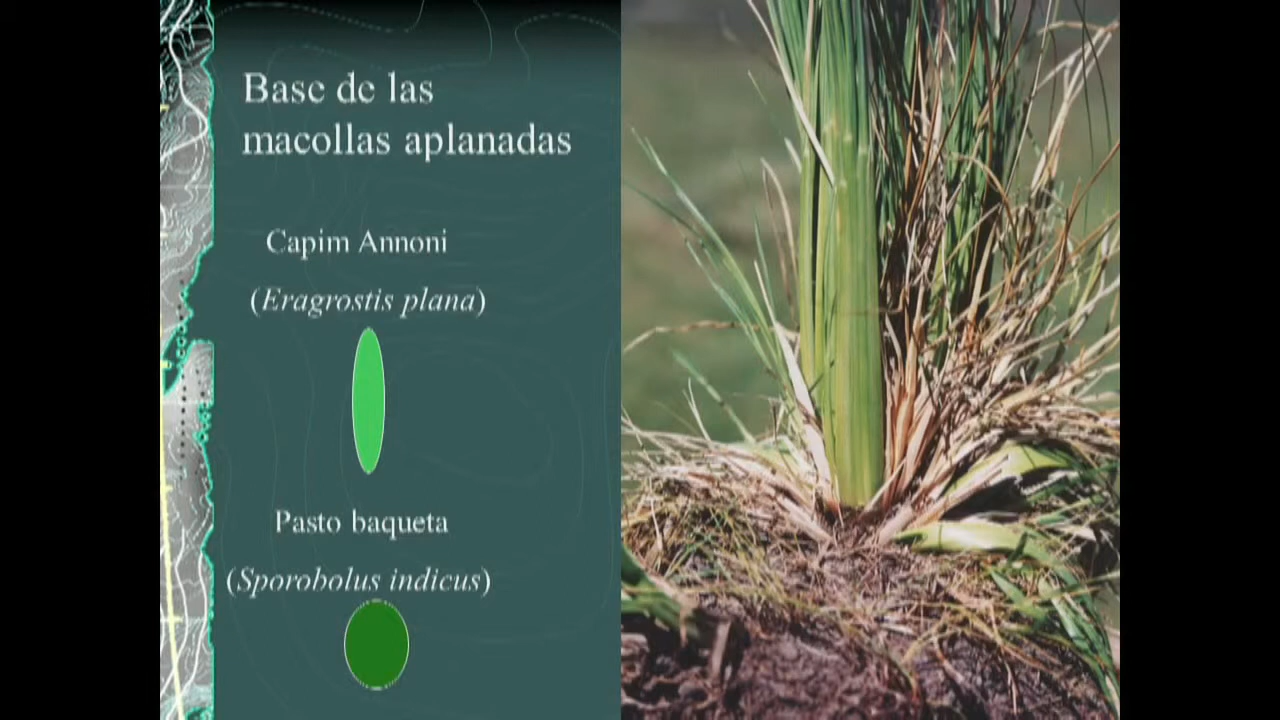 Base de las
macollas aplanadas
Capim Annoni
(Eragrostis plana)
Pasto baqueta
(Sporobolus indicus)